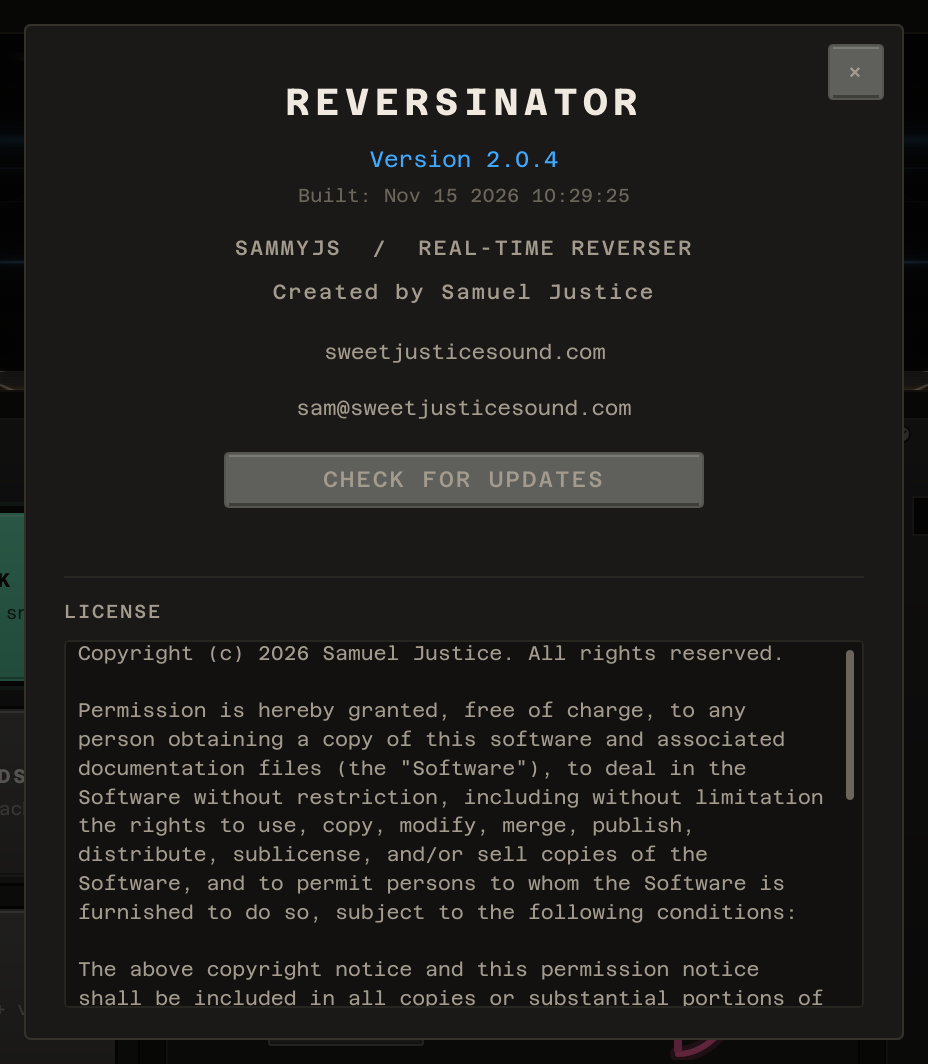 ×
REVERSINATOR
Version 2.0.4
Built: Nov 15 2026 10:29:25
SAMMYJS / REAL-TIME REVERSER
Created by Samuel Justice
sweetjusticesound.com
sam@sweetjusticesound.com
CHECK FOR UPDATES
LICENSE
Copyright (c) 2026 Samuel Justice. All rights reserved.
Permission is hereby granted, free of charge, to any
person obtaining a copy of this software and associated
documentation files (the "Software"), to deal in the
Software without restriction, including without limitation
the rights to use, copy, modify, merge, publish,
distribute, sublicense, and/or sell copies of the
Software, and to permit persons to whom the Software is
furnished to do so, subject to the following conditions:
The above copyright notice and this permission notice
shall be included in all copies or substantial portions of